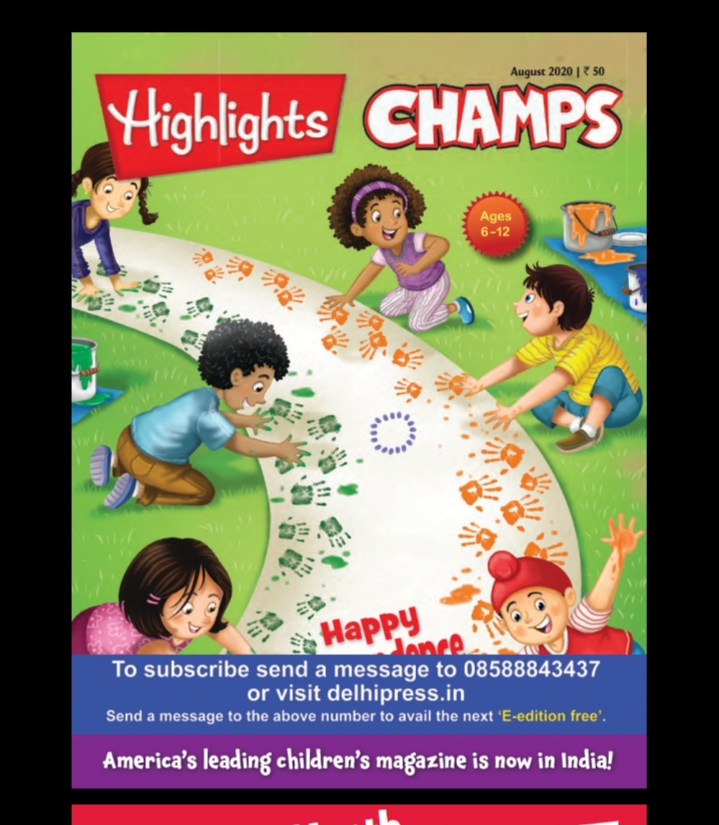 August 2020 | ₹ 50
Highlights
CHAMPS
Ages
6-12
Happy
To subscribe send a message to 08588843437
or visit delhipress.in
Send a message to the above number to avail the next 'E-edition free'.
America's leading children's magazine is now in India!